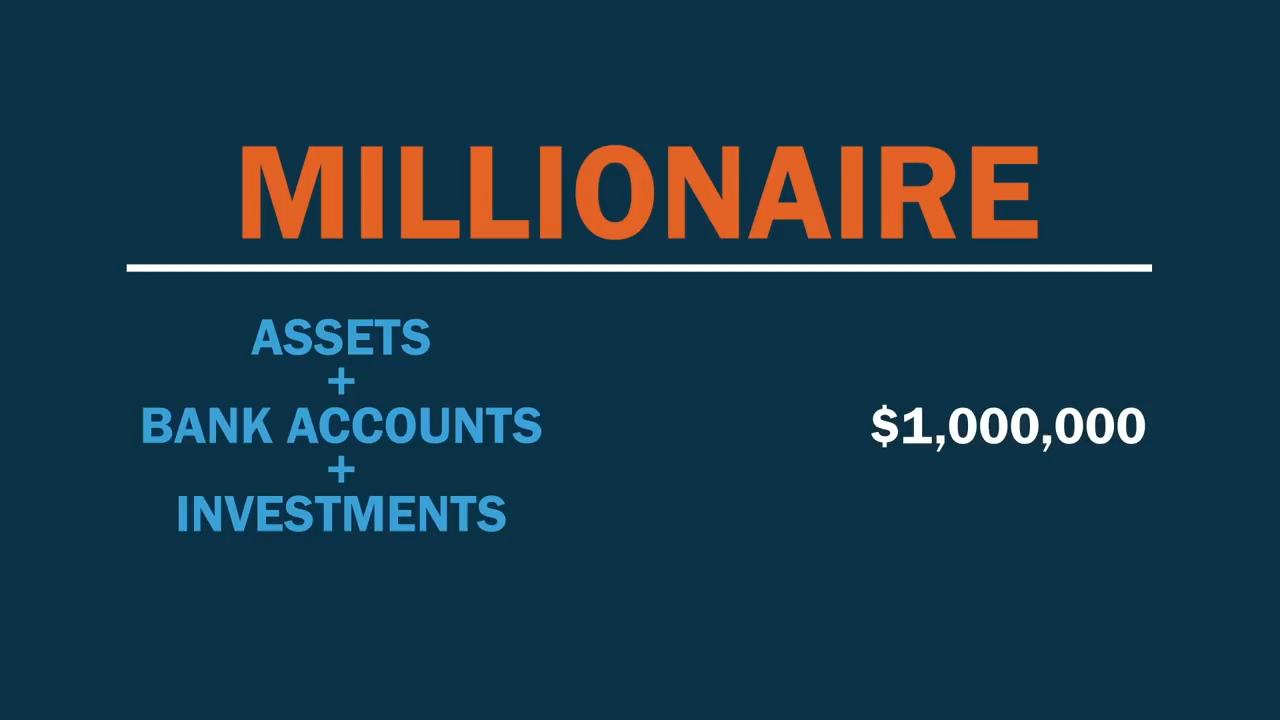 MILLIONAIRE
ASSETS
+
BANK ACCOUNTS
+
INVESTMENTS
$1,000,000